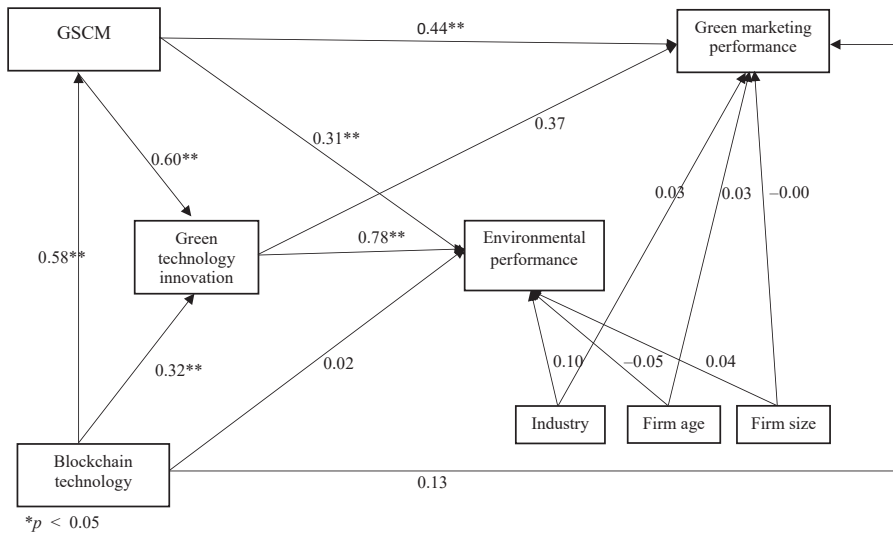 GSCM
0.44**
Green marketing
performance
0.31**
0.37
0.60**
0.03
0.03
–0.00
Green
technology
innovation
0.78**
Environmental
performance
0.58**
0.32**
0.02
0.10
–0.05
0.04
Industry
Firm age
Firm size
Blockchain
technology
0.13
*p < 0.05